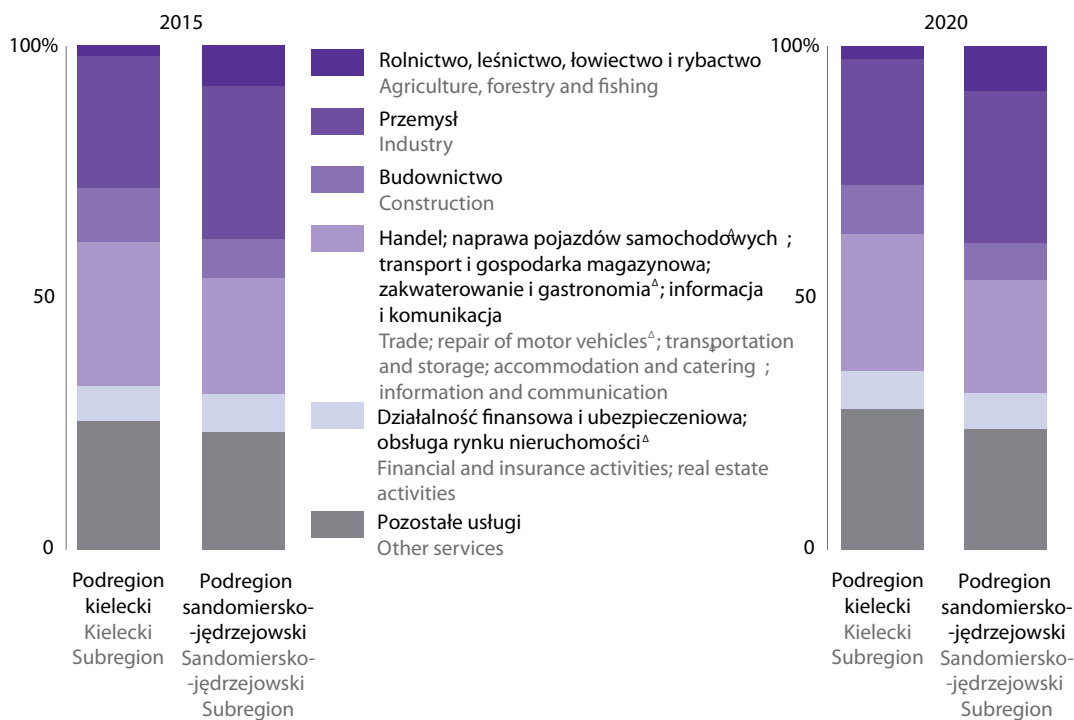 2015
100%
50
0
Podregion
kielecki
Kielecki
Subregion
Podregion
sandomiersko-
-jędrzejowski
Sandomiersko-
-jędrzejowski
Subregion
Rolnictwo, leśnictwo, łowiectwo i rybactwo
Agriculture, forestry and fishing
Przemysł
Industry
Budownictwo
Construction
Handel; naprawa pojazdów samochodowych∆ ;
transport i gospodarka magazynowa;
zakwaterowanie i gastronomia∆; informacja
i komunikacja
Trade; repair of motor vehicles∆; transportation
and storage; accommodation and catering∆ ;
information and communication
Działalność finansowa i ubezpieczeniowa;
obsługa rynku nieruchomości∆
Financial and insurance activities; real estate
activities
Pozostałe usługi
Other services
2020
100%
50
0
Podregion
kielecki
Kielecki
Subregion
Podregion
sandomiersko-
-jędrzejowski
Sandomiersko-
-jędrzejowski
Subregion